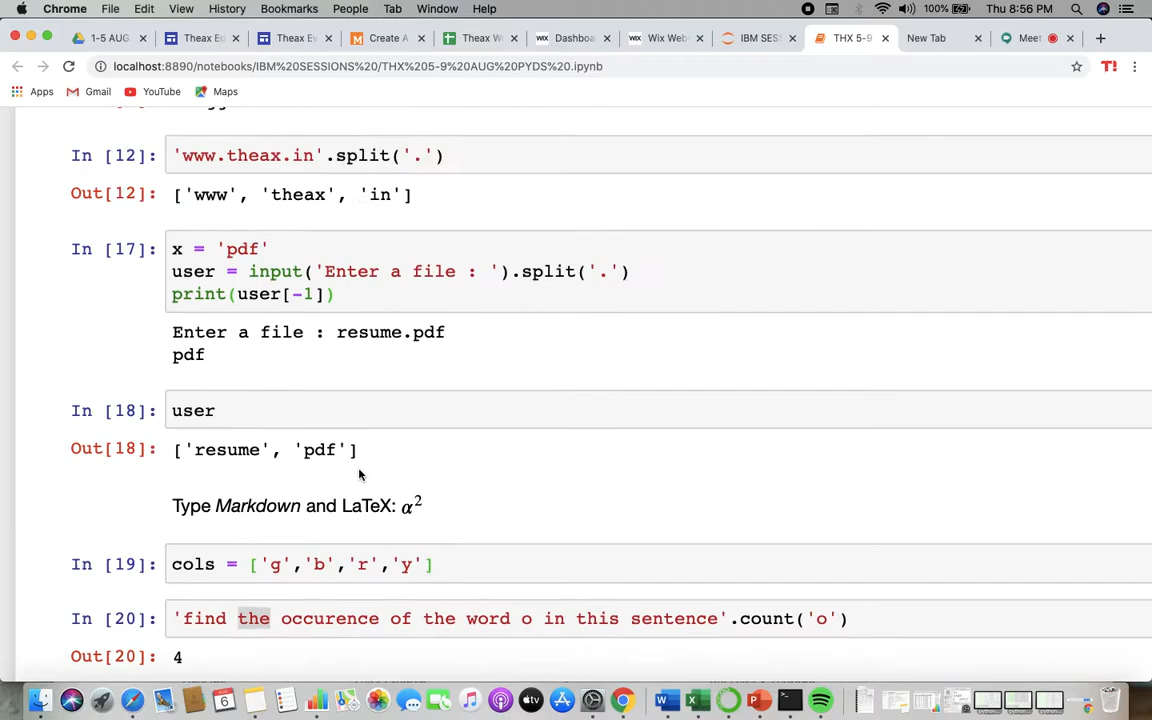 Chrome File Edit View History Bookmarks People Tab Window Help 100% Thu 8:56 PM
1-5 AUG Theax Ed Theax Ev Create A Theax W Dashboa Wix Web IBM SES THX 5-9 New Tab Meet
localhost:8890/notebooks/IBM%20SESSIONS%20/THX%205-9%20AUG%20PYDS%20.ipynb T!
Apps Gmail YouTube Maps
In [12]: 'www.theax.in'.split('.')
Out[12]: ['www', 'theax', 'in']
In [17]: x = 'pdf'
user = input('Enter a file : ').split('.')
print(user[-1])
Enter a file : resume.pdf
pdf
In [18]: user
Out[18]: ['resume', 'pdf']
Type Markdown and LaTeX: α²
In [19]: cols = ['g','b','r','y']
In [20]: 'find the occurence of the word o in this sentence'.count('o')
Out[20]: 4